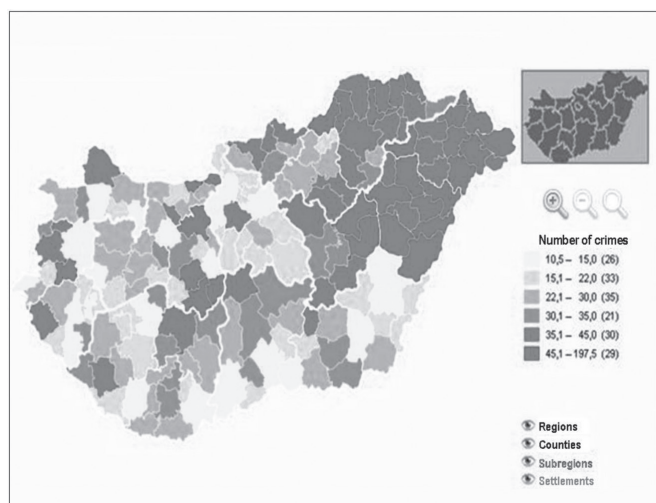 Number of crimes
10,5 – 15,0 (26)
15,1 – 22,0 (33)
22,1 – 30,0 (35)
30,1 – 35,0 (21)
35,1 – 45,0 (30)
45,1 – 197,5 (29)
Regions
Counties
Subregions
Settlements